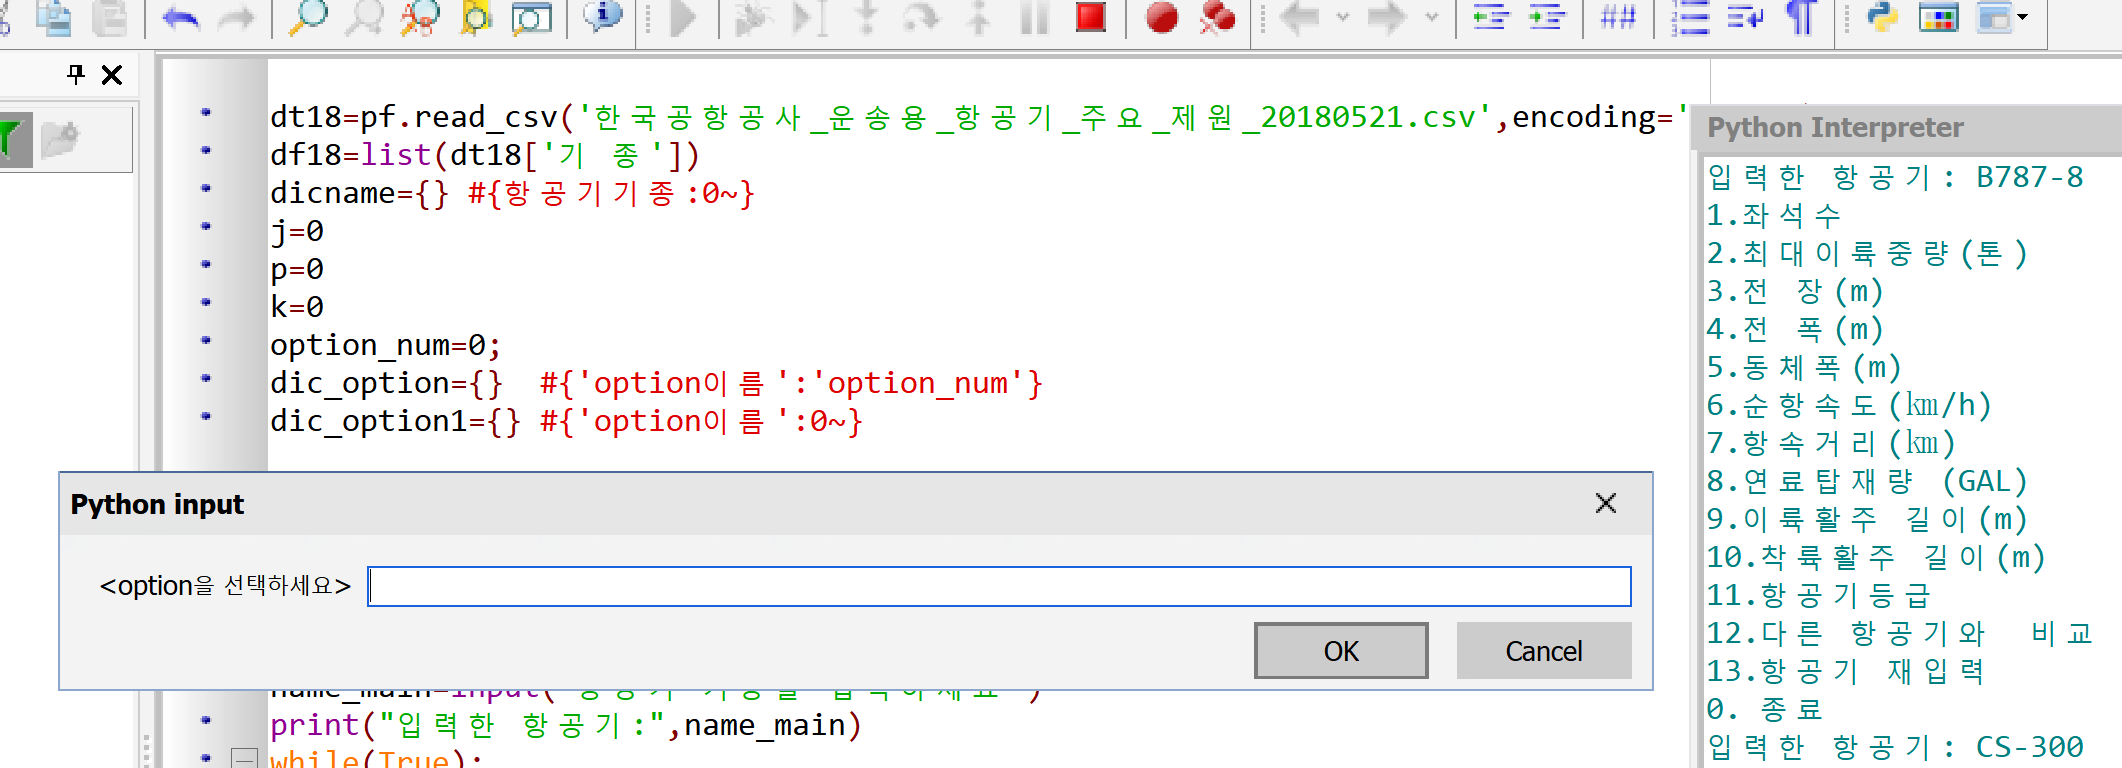 dt18=pf.read_csv('한국공항공사_운송용_항공기_주요_제원_20180521.csv',encoding='
df18=list(dt18['기 종'])
dicname={} #{항공기기종:0~}
j=0
p=0
k=0
option_num=0;
dic_option={}  #{'option이름':'option_num'}
dic_option1={} #{'option이름':0~}
Python input
<option을 선택하세요>
OK
Cancel
name_main=input(
print("입력한 항공기:",name_main)
while(True):
Python Interpreter
입력한 항공기: B787-8
1.좌석수
2.최대이륙중량(톤)
3.전 장(m)
4.전 폭(m)
5.동체폭(m)
6.순항속도(㎞/h)
7.항속거리(㎞)
8.연료탑재량 (GAL)
9.이륙활주 길이(m)
10.착륙활주 길이(m)
11.항공기등급
12.다른 항공기와  비교
13.항공기 재입력
0. 종료
입력한 항공기: CS-300